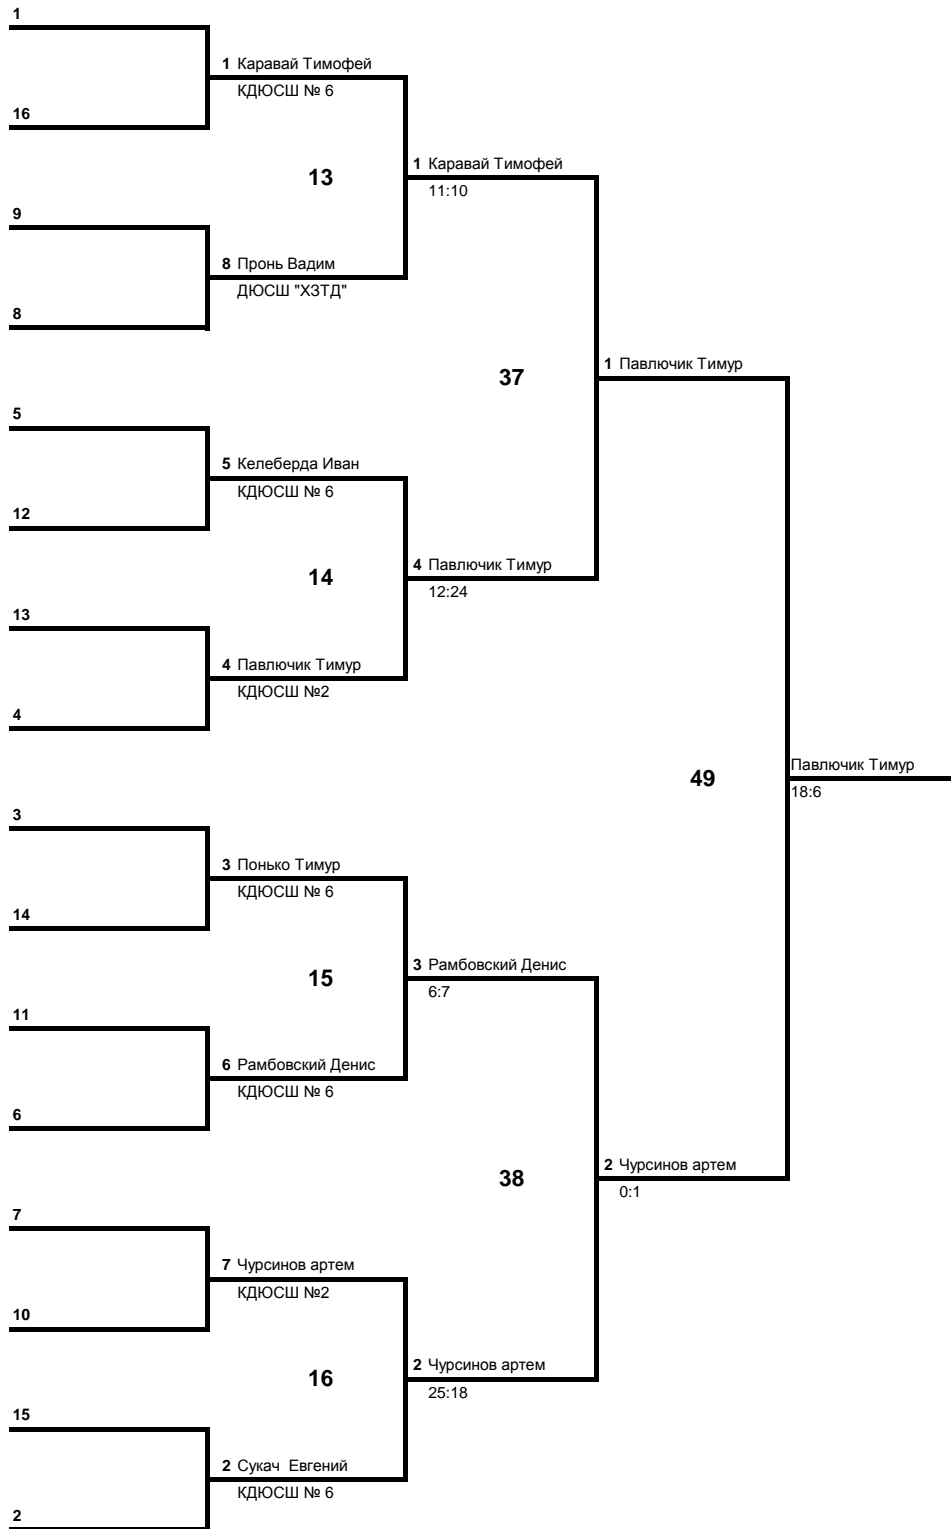 1
1 Каравай Тимофей
КДЮСШ № 6
16
13
1 Каравай Тимофей
11:10
9
8 Пронь Вадим
ДЮСШ "ХЗТД"
8
37
1 Павлючик Тимур
5
5 Келеберда Иван
КДЮСШ № 6
12
14
4 Павлючик Тимур
12:24
13
4 Павлючик Тимур
КДЮСШ №2
4
49
Павлючик Тимур
18:6
3
3 Понько Тимур
КДЮСШ № 6
14
15
3 Рамбовский Денис
6:7
11
6 Рамбовский Денис
КДЮСШ № 6
6
38
2 Чурсинов артем
0:1
7
7 Чурсинов артем
КДЮСШ №2
10
16
2 Чурсинов артем
25:18
15
2 Сукач  Евгений
КДЮСШ № 6
2